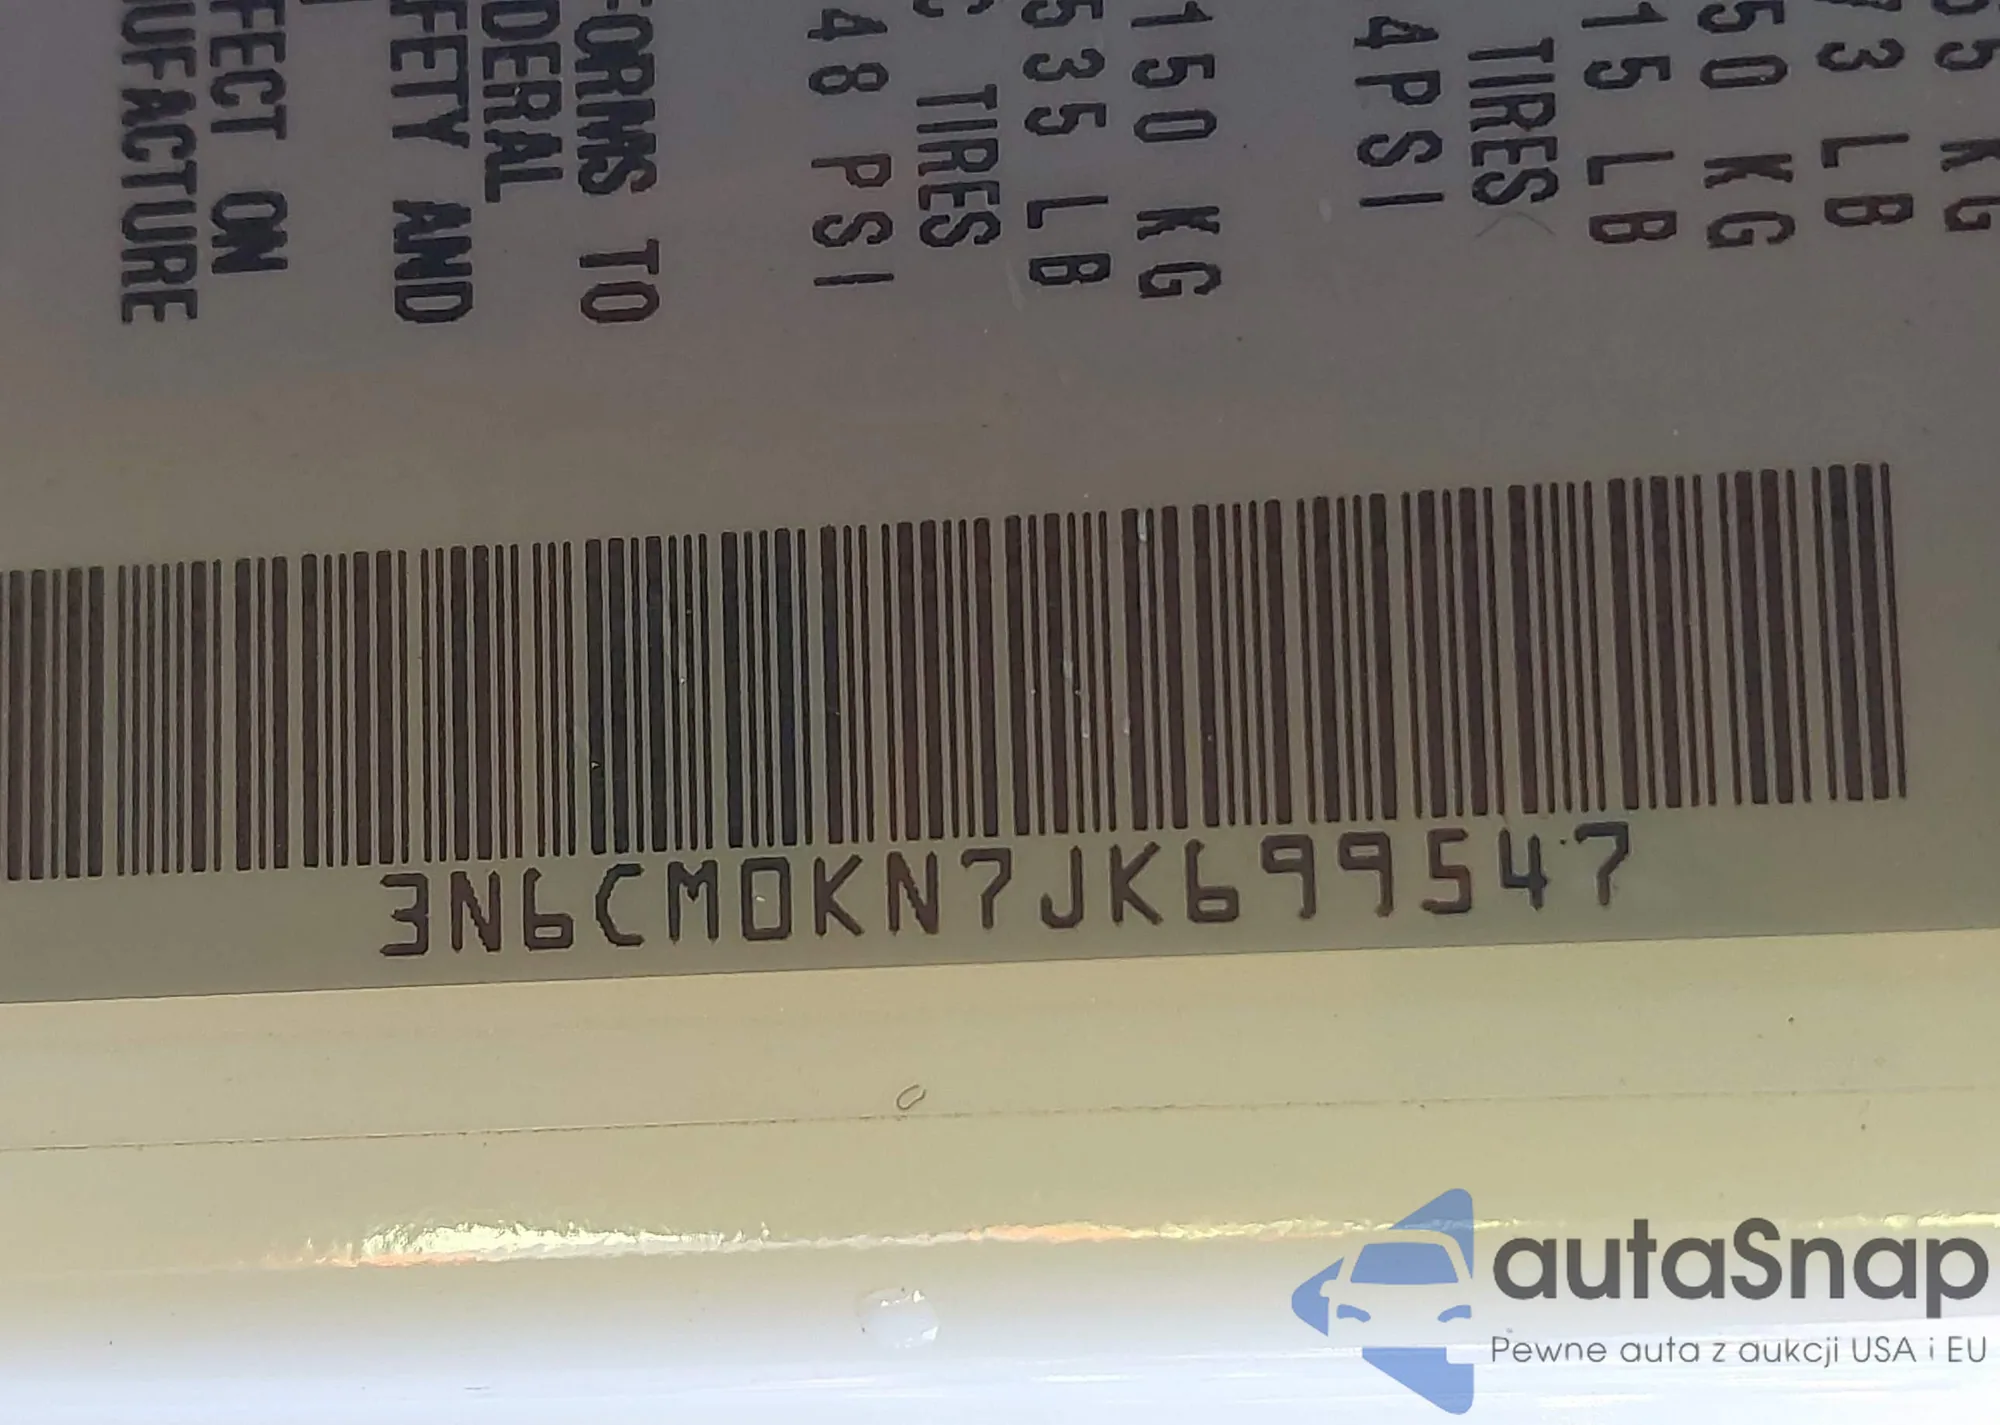 55 KG
73 LB
50 KG
15 LB
TIRES
4PSI
150 KG
535 LB
C TIRES
48 PSI
FORMS TO
DERAL
FETY AND
FECT ON
UFACTURE
3N6CM0KN7JK699547
autaSnap
Pewne auta z aukcji USA i EU